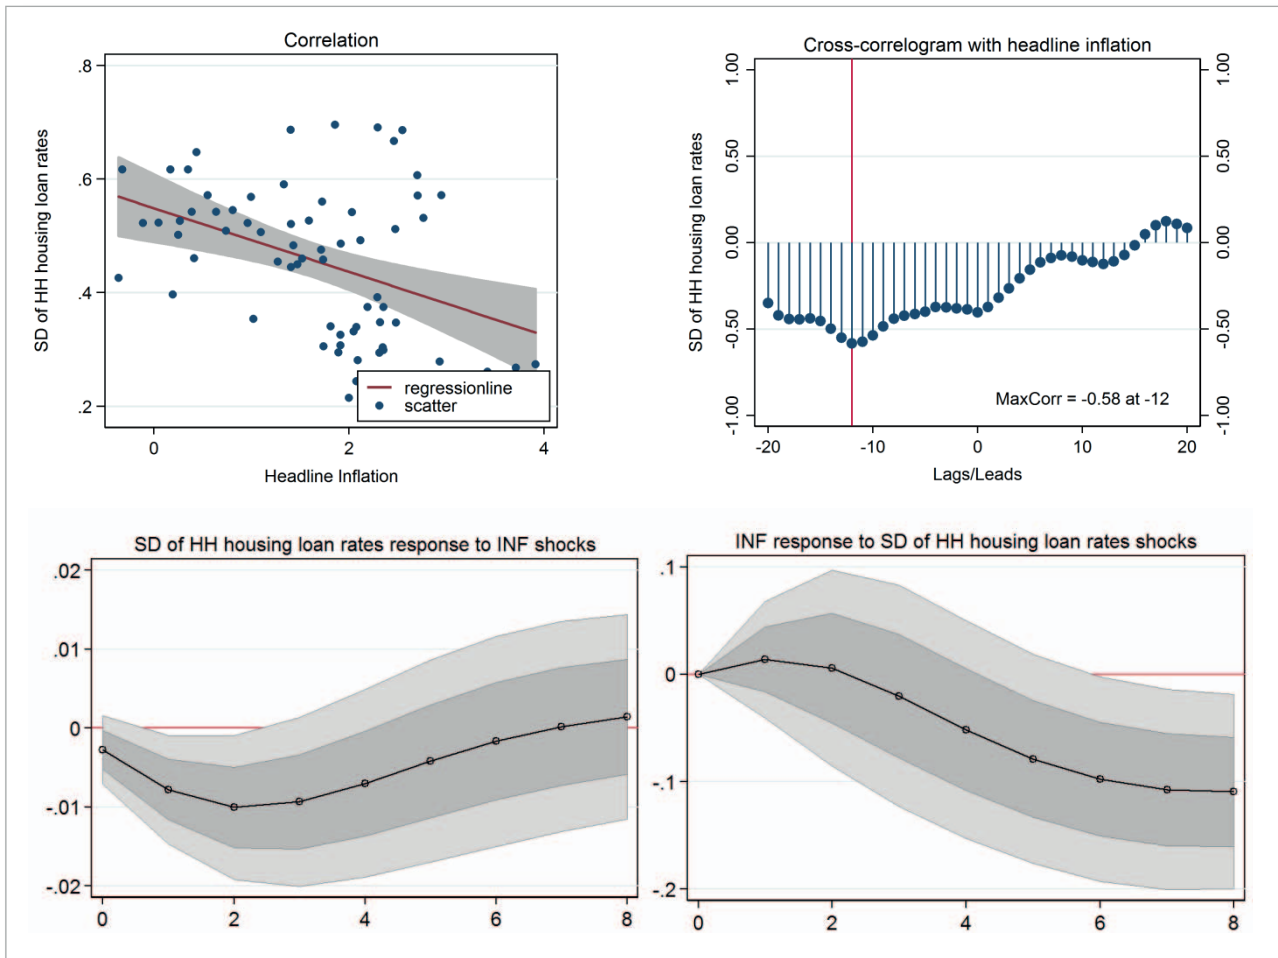 Correlation
.8
.6
.4
.2
SD of HH housing loan rates
regressionline
scatter
0 2 4
Headline Inflation
Cross-correlogram with headline inflation
1.00
0.50
0.00
-0.50
-1.00
SD of HH housing loan rates
1.00
0.50
0.00
-0.50
-1.00
MaxCorr = -0.58 at -12
-20 -10 0 10 20
Lags/Leads
SD of HH housing loan rates response to INF shocks
.02
.01
0
-.01
-.02
0 2 4 6 8
INF response to SD of HH housing loan rates shocks
.1
0
-.1
-.2
0 2 4 6 8